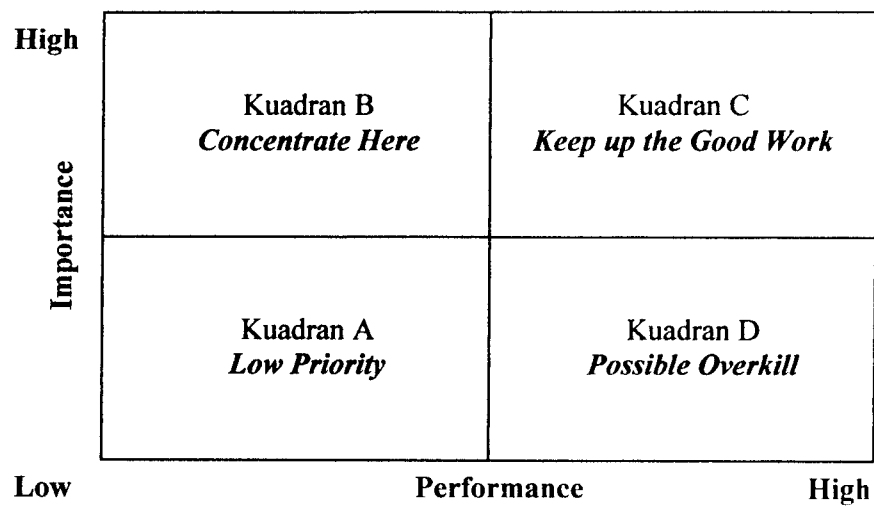 High
Kuadran B
Concentrate Here
Kuadran C
Keep up the Good Work
Importance
Kuadran A
Low Priority
Kuadran D
Possible Overkill
Low
Performance
High